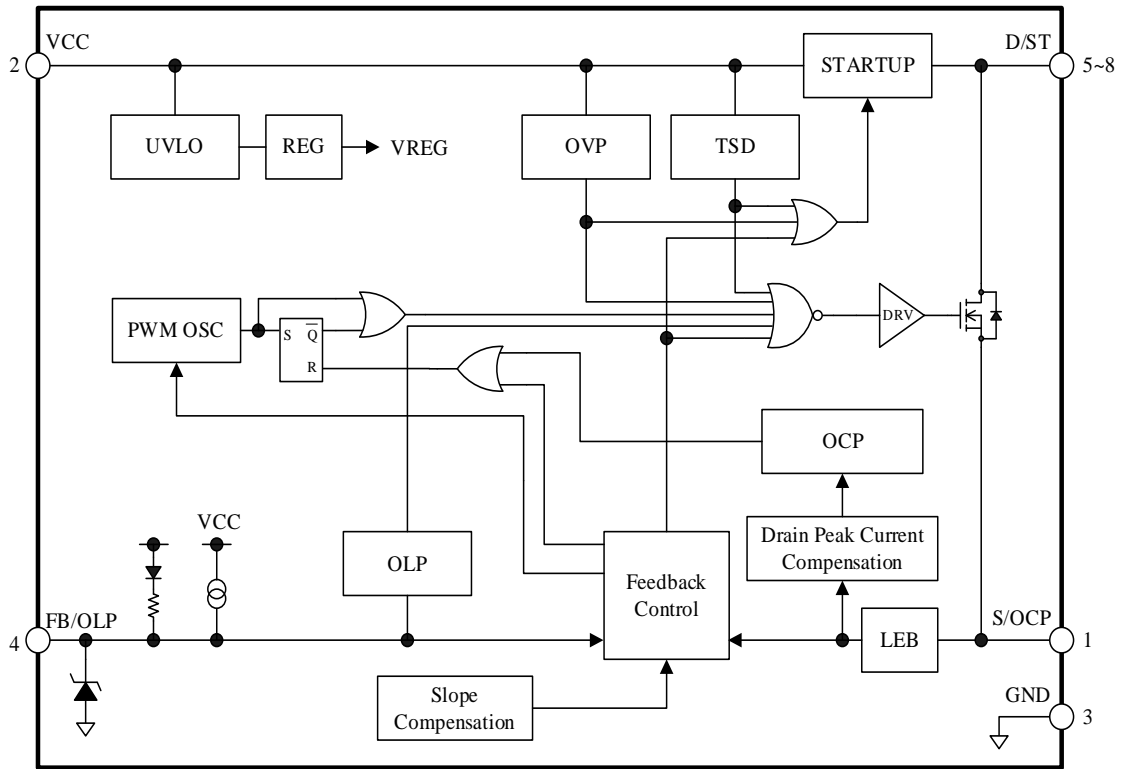 VCC
D/ST
2
5~8
STARTUP
UVLO
REG
VREG
OVP
TSD
PWM OSC
S
Q̅
R
DRV
OCP
VCC
OLP
Feedback
Control
Drain Peak Current
Compensation
FB/OLP
4
LEB
S/OCP
1
Slope
Compensation
GND
3